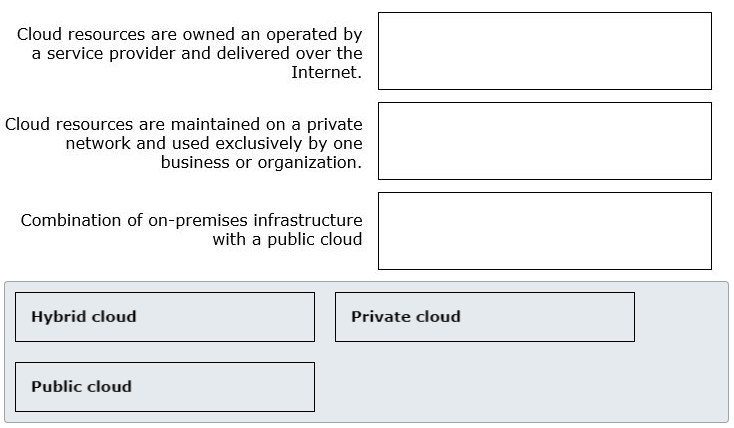 Cloud resources are owned an operated by
a service provider and delivered over the
Internet.
Cloud resources are maintained on a private
network and used exclusively by one
business or organization.
Combination of on-premises infrastructure
with a public cloud
Hybrid cloud
Private cloud
Public cloud